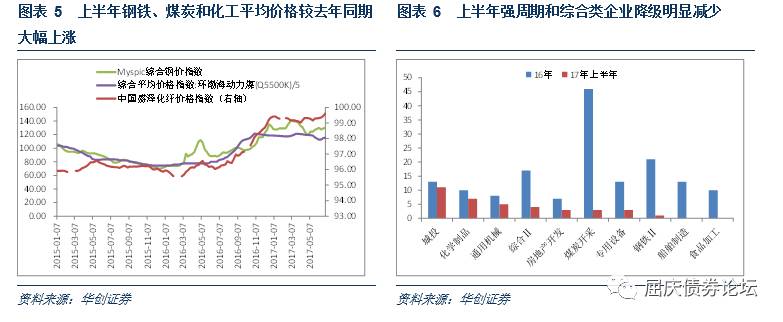 图表 5 上半年钢铁、煤炭和化工平均价格较去年同期
大幅上涨
Myspic综合钢价指数
综合平均价格指数:环渤海动力煤(Q5500K)/5
中国盛泽化纤价格指数（右轴）
160.00
140.00
120.00
100.00
80.00
60.00
40.00
20.00
0.00
100.00
99.00
98.00
97.00
96.00
95.00
94.00
93.00
2015-01-07
2015-03-07
2015-05-07
2015-07-07
2015-09-07
2015-11-07
2016-01-07
2016-03-07
2016-05-07
2016-07-07
2016-09-07
2016-11-07
2017-01-07
2017-03-07
2017-05-07
资料来源：华创证券
图表 6 上半年强周期和综合类企业降级明显减少
16年
17年上半年
50
45
40
35
30
25
20
15
10
5
0
城投
化学制品
通用机械
综合Ⅱ
房地产开发
煤炭开采
专用设备
钢铁Ⅱ
船舶制造
食品加工
资料来源：华创证券
屈庆债券论坛